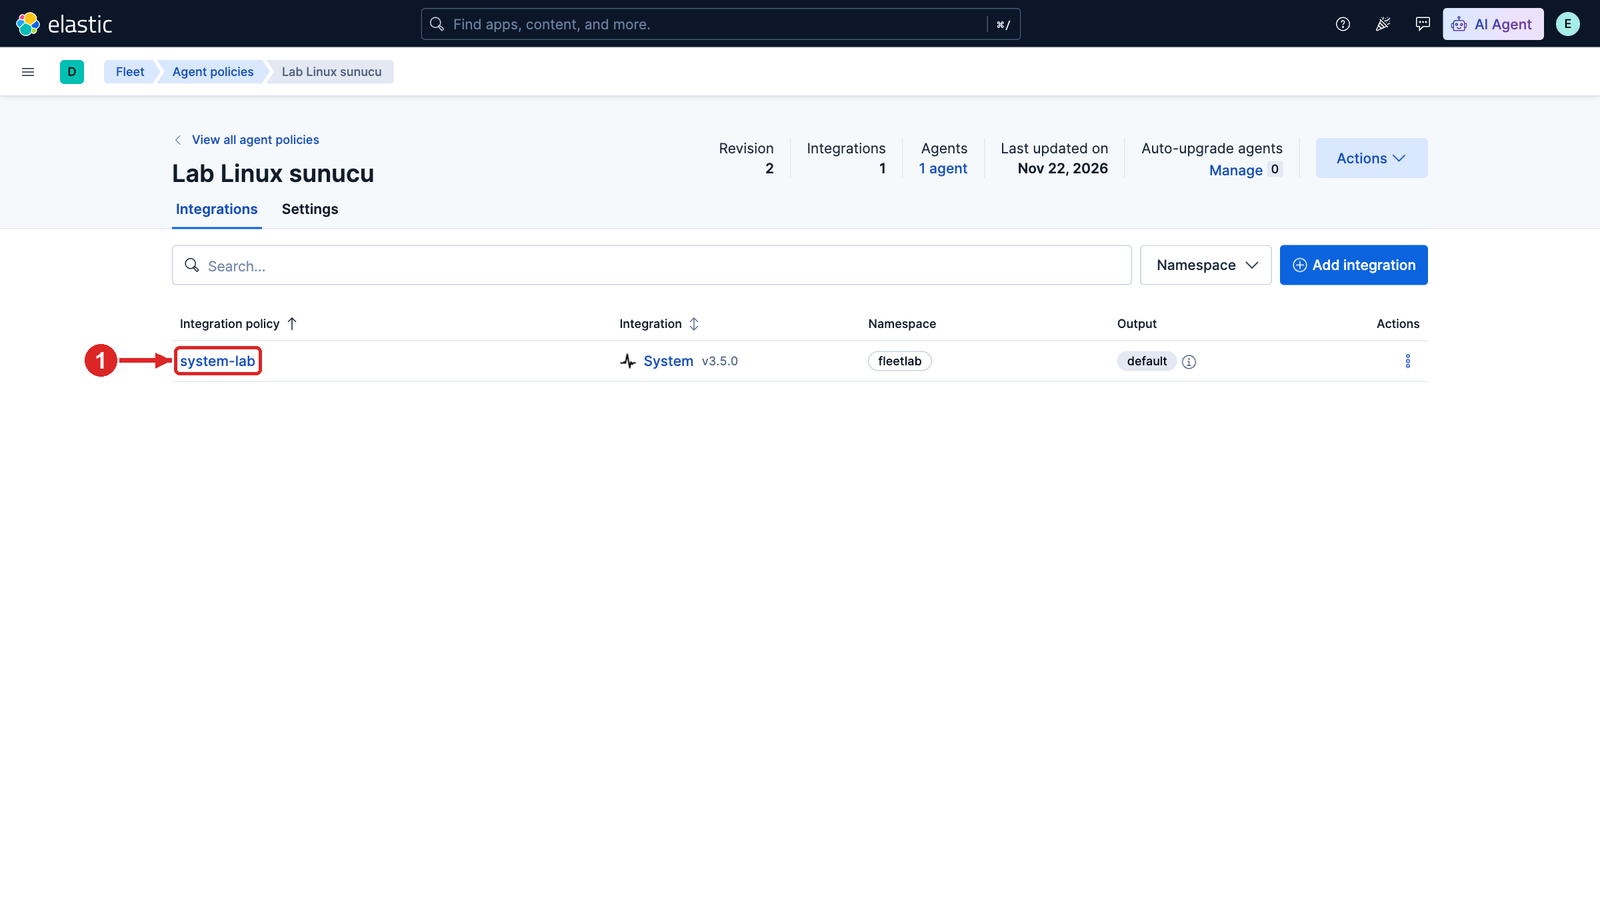 elastic
Find apps, content, and more.
⌘/
AI Agent
E
D
Fleet
Agent policies
Lab Linux sunucu
View all agent policies
Lab Linux sunucu
Revision
2
Integrations
1
Agents
1 agent
Last updated on
Nov 22, 2026
Auto-upgrade agents
Manage 0
Actions
Integrations
Settings
Search...
Namespace
Add integration
Integration policy
Integration
Namespace
Output
Actions
1
system-lab
System v3.5.0
fleetlab
default